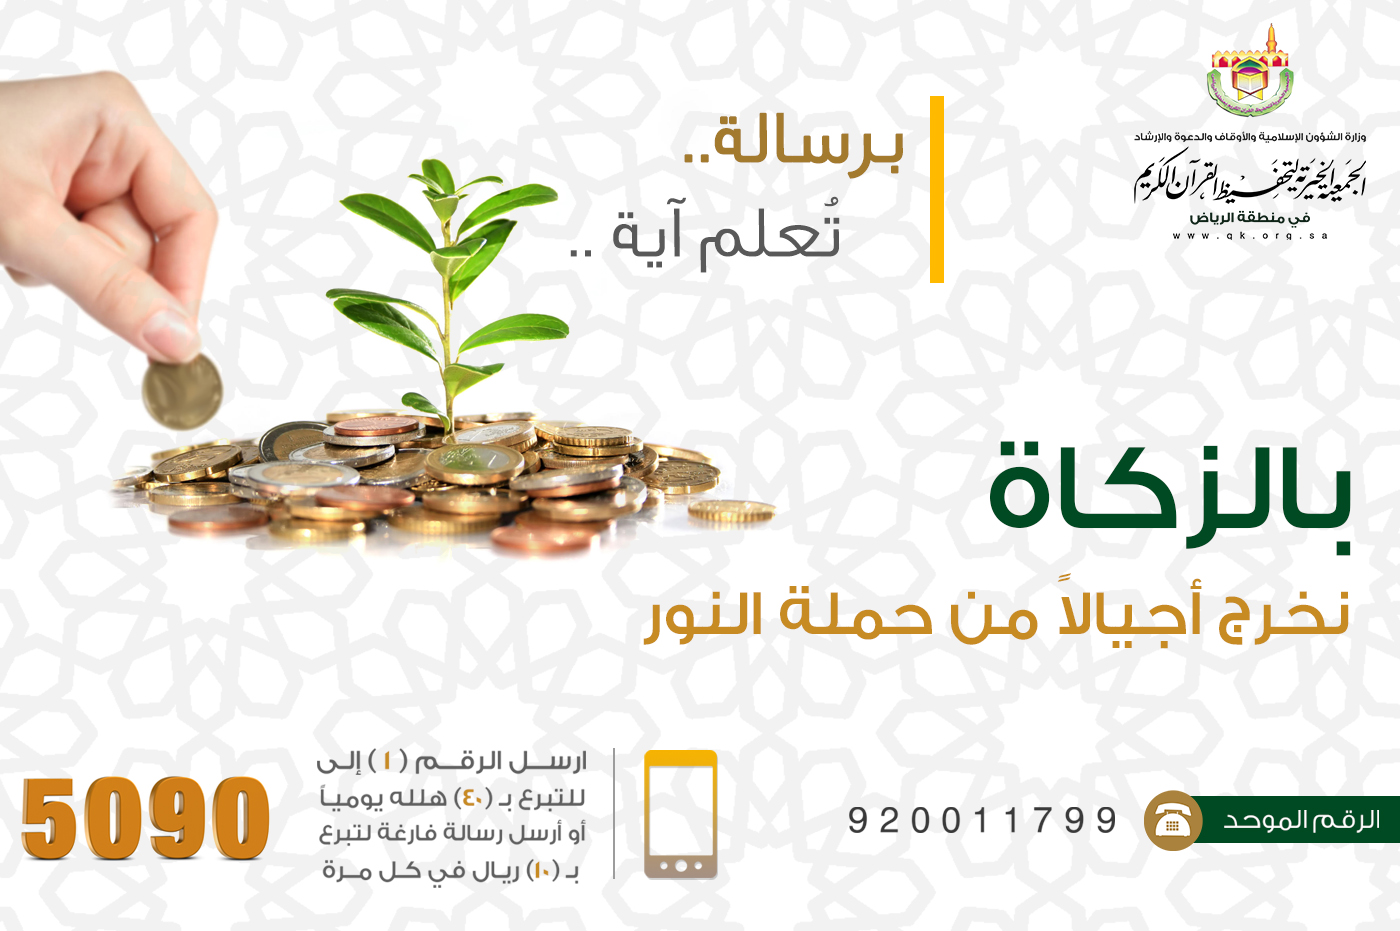 وزارة الشؤون الإسلامية والأوقاف والدعوة والإرشاد
الجمعية الخيرية لتحفيظ القرآن الكريم
في منطقة الرياض
www.qk.org.sa
برسالة..
تُعلم آية ..
بالزكاة
نخرج أجيالاً من حملة النور
ارسل الرقم (١) إلى
للتبرع بـ (٤٠) هلله يومياً
أو أرسل رسالة فارغة لتبرع
بـ (١٠) ريال في كل مرة
5090
الرقم الموحد
920011799